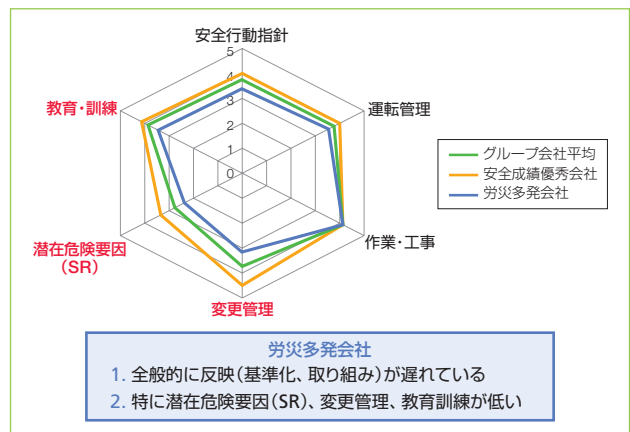 安全行動指針
5
4
3
2
1
0
教育・訓練
運転管理
グループ会社平均
安全成績優秀会社
労災多発会社
潜在危険要因
(SR)
作業・工事
変更管理
労災多発会社
1. 全般的に反映(基準化、取り組み)が遅れている
2. 特に潜在危険要因(SR)、変更管理、教育訓練が低い